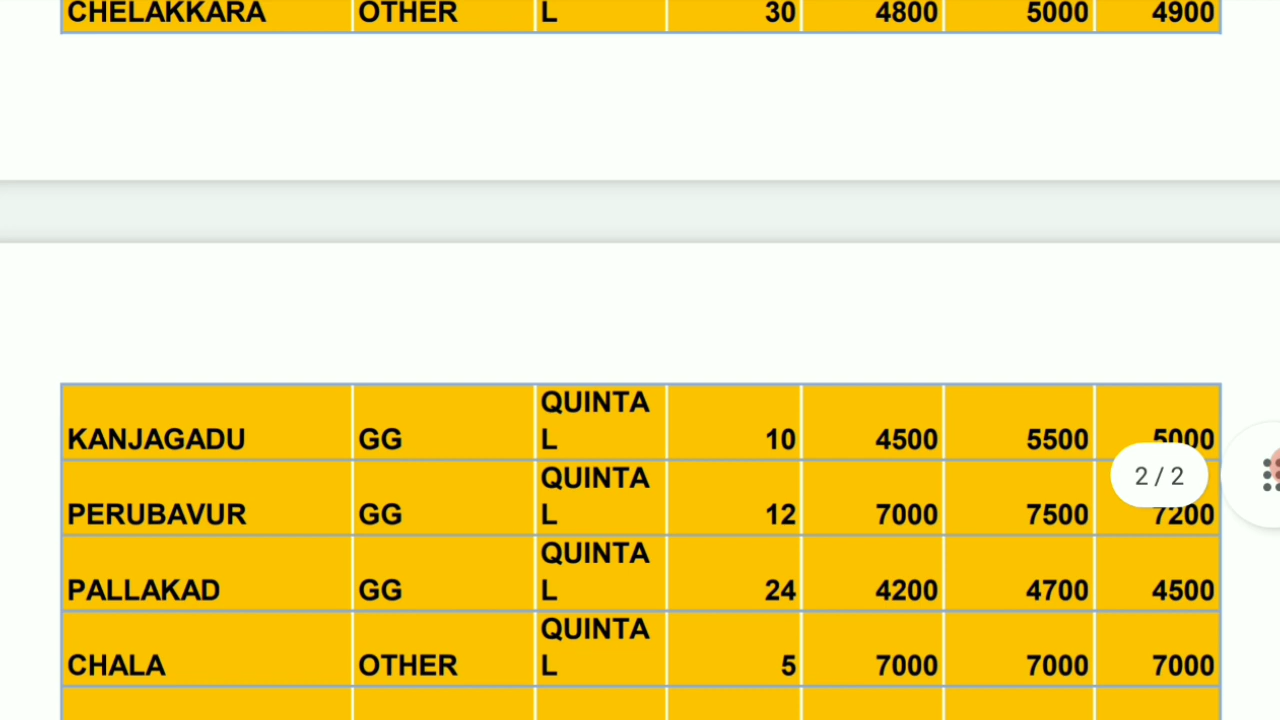 CHELAKKARA OTHER L 30 4800 5000 4900
QUINTA
KANJAGADU GG L 10 4500 5500 5000
2 / 2
QUINTA
PERUBAVUR GG L 12 7000 7500 7200
QUINTA
PALLAKAD GG L 24 4200 4700 4500
QUINTA
CHALA OTHER L 5 7000 7000 7000